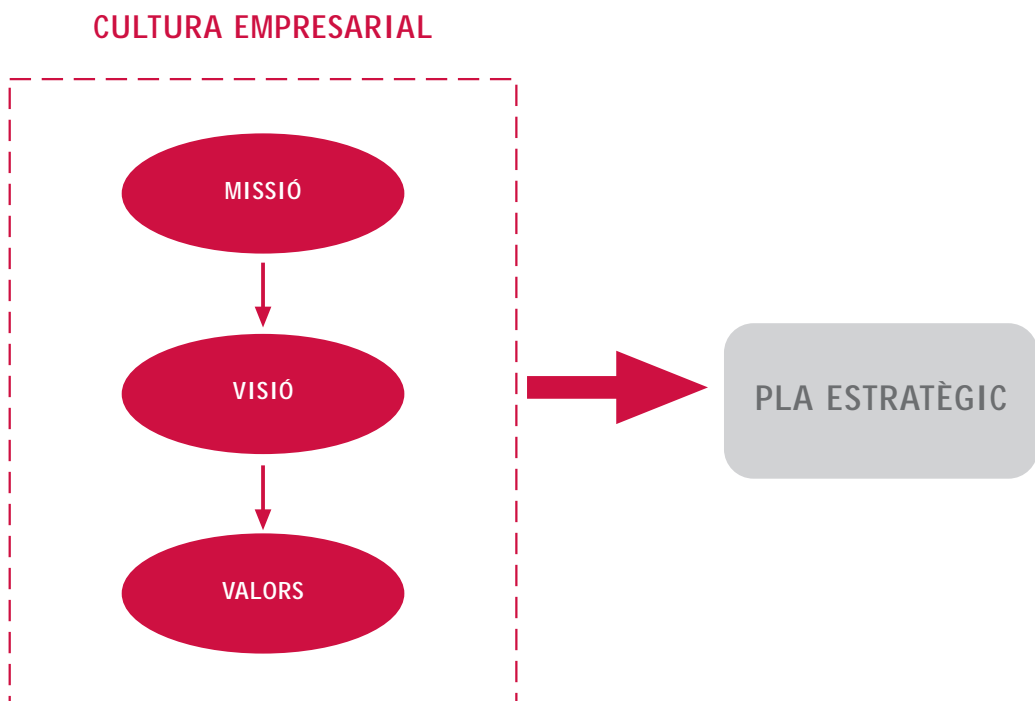 CULTURA EMPRESARIAL
MISSIÓ
VISIÓ
PLA ESTRATÈGIC
VALORS